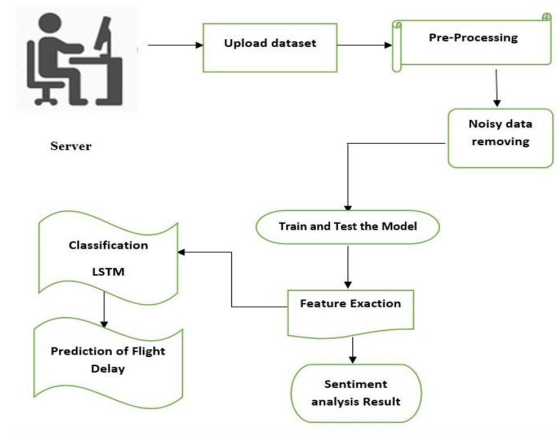 Upload dataset
Pre-Processing
Server
Noisy data
removing
Train and Test the Model
Classification
LSTM
Feature Exaction
Prediction of Flight
Delay
Sentiment
analysis Result